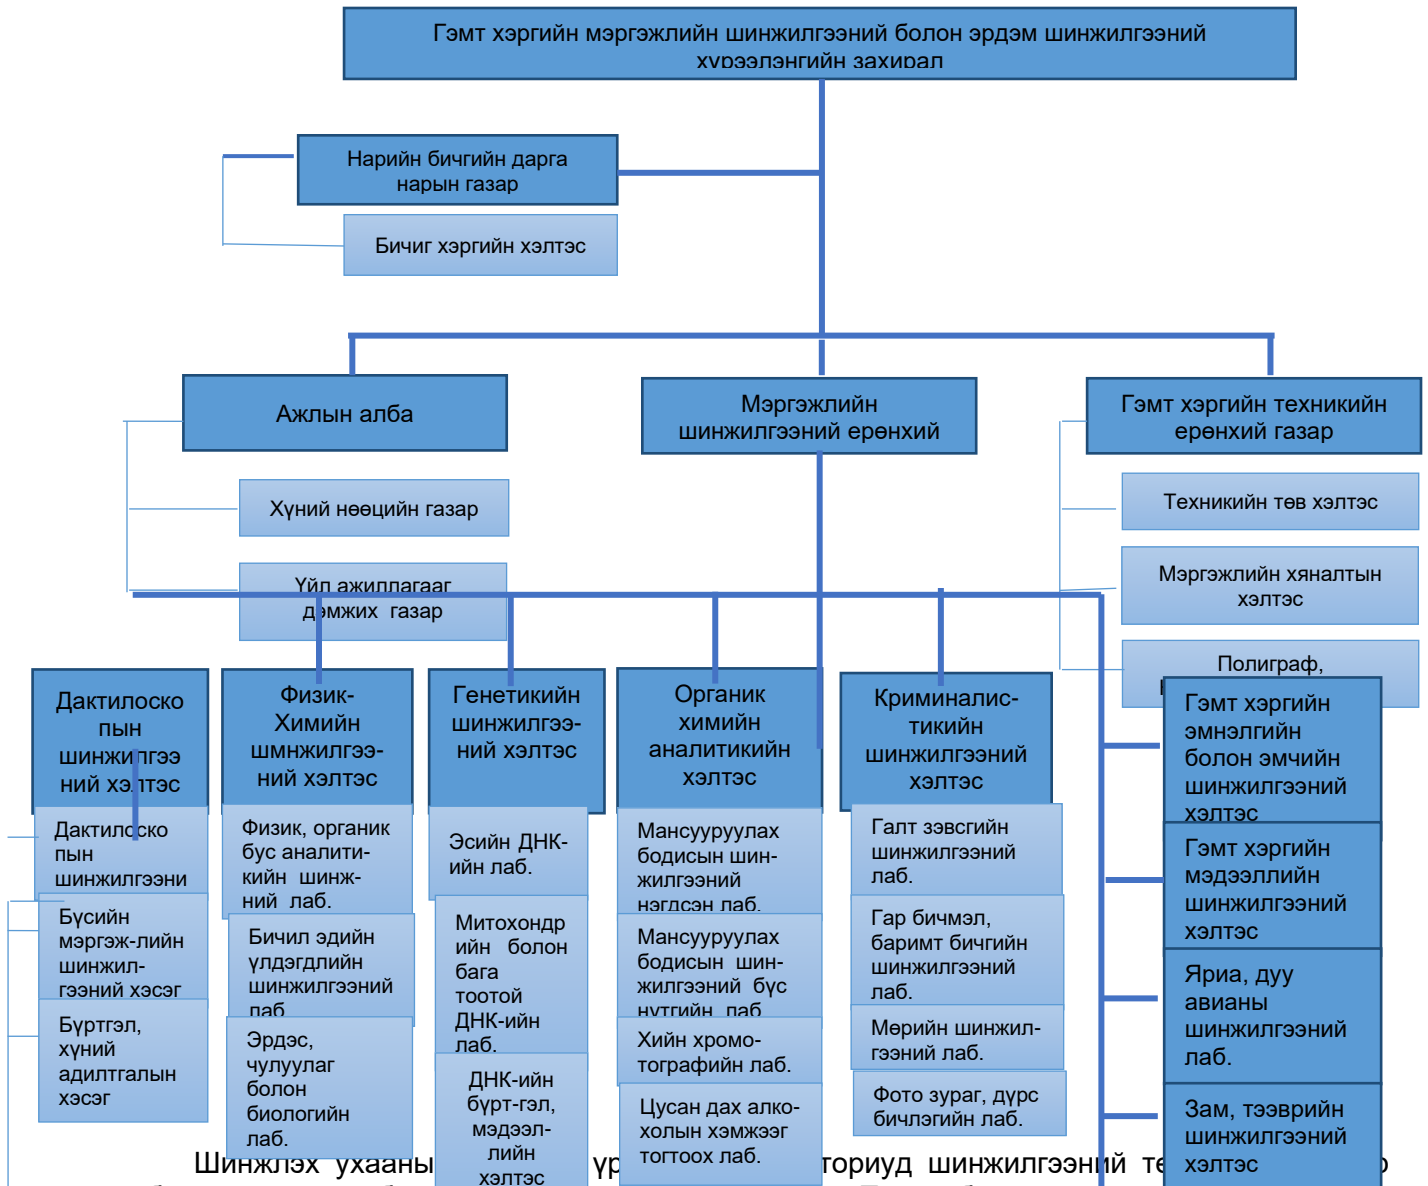 Гэмт хэргийн мэргэжлийн шинжилгээний болон эрдэм шинжилгээний
хүрээлэнгийн захирал
Нарийн бичгийн дарга
нарын газар
Бичиг хэргийн хэлтэс
Ажлын алба
Мэргэжлийн
шинжилгээний ерөнхий
Гэмт хэргийн техникийн
ерөнхий газар
Хүний нөөцийн газар
Үйл ажиллагааг
дэмжих газар
Техникийн төв хэлтэс
Мэргэжлийн хяналтын
хэлтэс
Полиграф,
Дактилоско
пын
шинжилгээ
ний хэлтэс
Дактилоско
пын
шинжилгээни
Бүсийн
мэргэж-лийн
шинжил-
гээний хэсэг
Бүртгэл,
хүний
адилтгалын
хэсэг
Физик-
Химийн
шмнжилгээ-
ний хэлтэс
Физик, органик
бус аналити-
кийн шинж-
ний лаб.
Бичил эдийн
үлдэгдлийн
шинжилгээний
лаб
Эрдэс,
чулуулаг
болон
биологийн
лаб.
Генетикийн
шинжилгээ-
ний хэлтэс
Эсийн ДНК-
ийн лаб.
Митохондр
ийн болон
бага
тоотой
ДНК-ийн
лаб.
ДНК-ийн
бүрт-гэл,
мэдээл-
лийн
хэлтэс
Органик
химийн
аналитикийн
хэлтэс
Мансууруулах
бодисын шин-
жилгээний
нэгдсэн лаб.
Мансууруулах
бодисын шин-
жилгээний бүс
нутгийн лаб
Хийн хромо-
тографийн лаб.
Цусан дах алко-
холын хэмжээг
тогтоох лаб.
Криминалис-
тикийн
шинжилгээний
хэлтэс
Галт зэвсгийн
шинжилгээний
лаб.
Гар бичмэл,
баримт бичгийн
шинжилгээний
лаб.
Мөрийн шинжил-
гээний лаб.
Фото зураг, дүрс
бичлэгийн лаб.
Гэмт хэргийн
эмнэлгийн
болон эмчийн
шинжилгээний
хэлтэс
Гэмт хэргийн
мэдээллийн
шинжилгээний
хэлтэс
Яриа, дуу
авианы
шинжилгээний
лаб.
Зам, тээврийн
шинжилгээний
хэлтэс
Шинжлэх ухааны үр ториуд шинжилгээний те